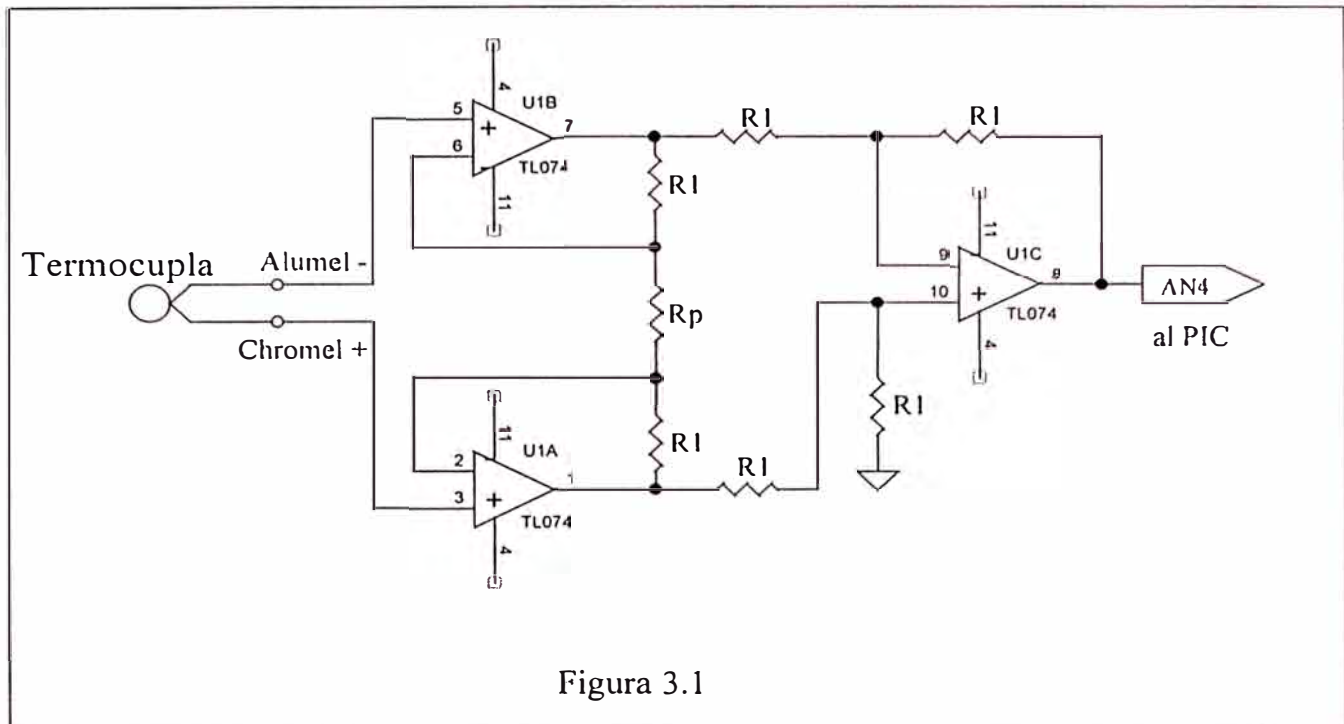 4
U1B
5
+
7
6
TL074
11
R1
R1
R1
Termocupla
Alumel -
Chromel +
Rp
11
U1C
9
8
10
+
TL074
4
AN4
al PIC
R1
11
U1A
2
1
3
+
TL074
4
R1
R1
Figura 3.1